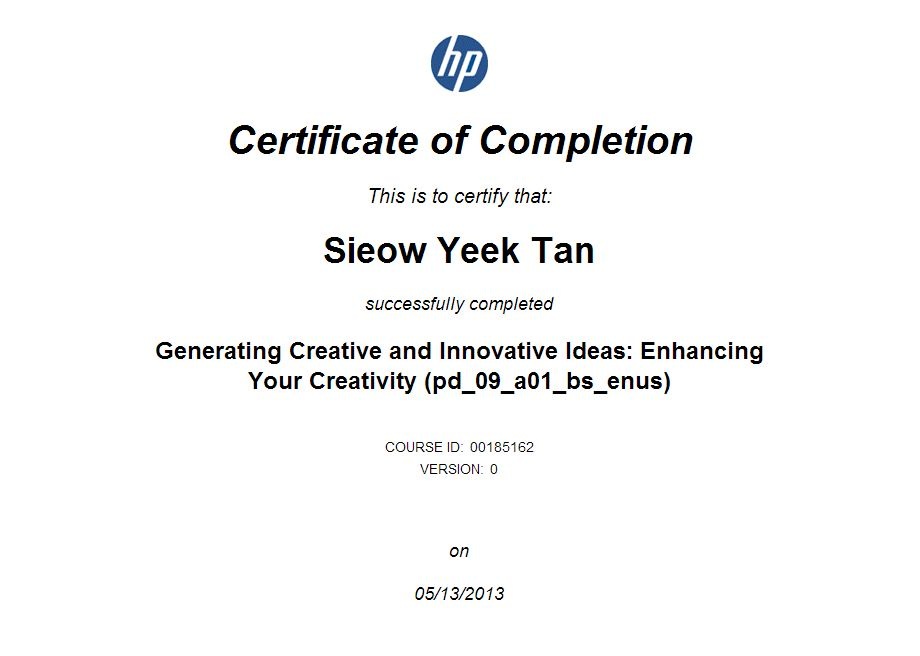 hp
Certificate of Completion
This is to certify that:
Sieow Yeek Tan
successfully completed
Generating Creative and Innovative Ideas: Enhancing
Your Creativity (pd_09_a01_bs_enus)
COURSE ID: 00185162
VERSION: 0
on
05/13/2013